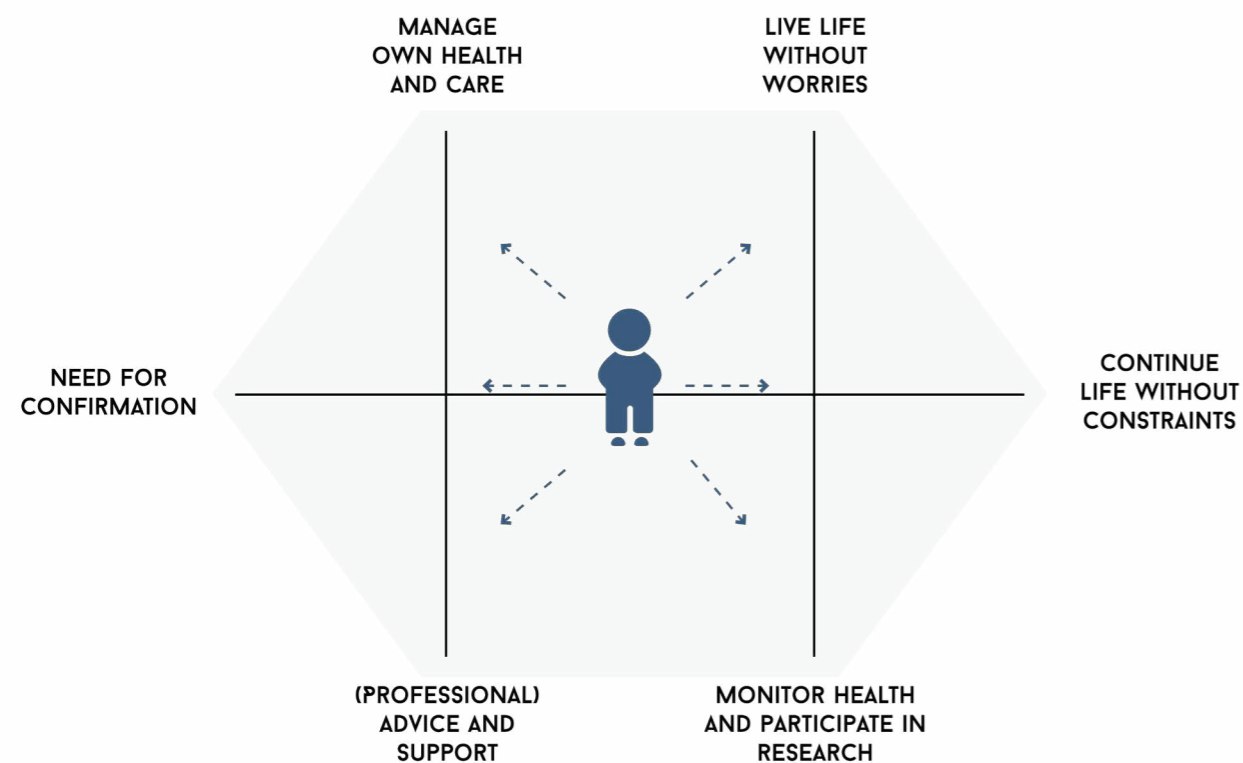 MANAGE
OWN HEALTH
AND CARE
LIVE LIFE
WITHOUT
WORRIES
NEED FOR
CONFIRMATION
CONTINUE
LIFE WITHOUT
CONSTRAINTS
(PROFESSIONAL)
ADVICE AND
SUPPORT
MONITOR HEALTH
AND PARTICIPATE IN
RESEARCH